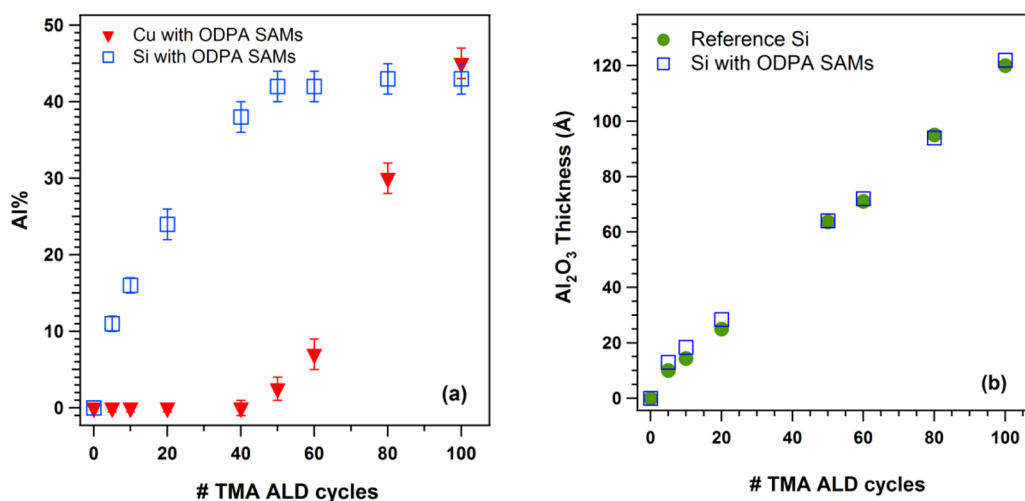 50
40
30
20
10
0
Al%
Cu with ODPA SAMs
Si with ODPA SAMs
(a)
0 20 40 60 80 100
# TMA ALD cycles
120
100
80
60
40
20
0
Al₂O₃ Thickness (Å)
Reference Si
Si with ODPA SAMs
(b)
0 20 40 60 80 100
# TMA ALD cycles